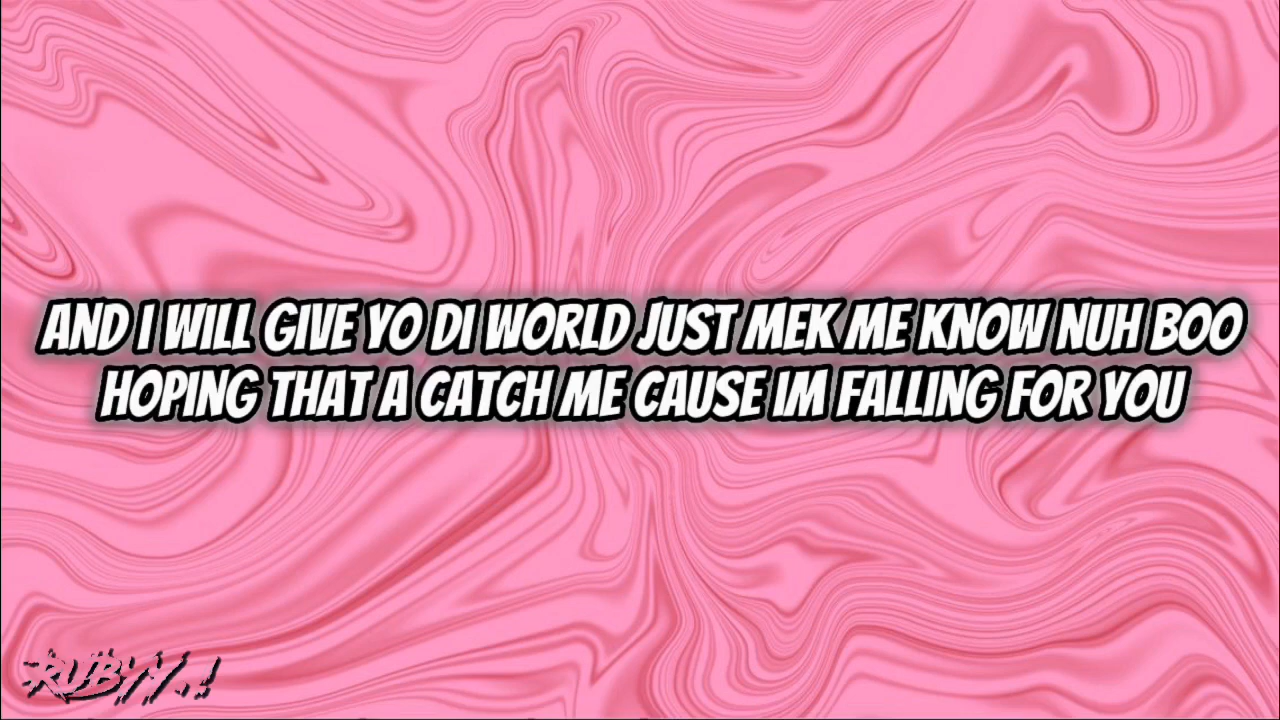 AND I WILL GIVE YO DI WORLD JUST MEK ME KNOW NUH BOO
HOPING THAT A CATCH ME CAUSE IM FALLING FOR YOU
RUBYY.!